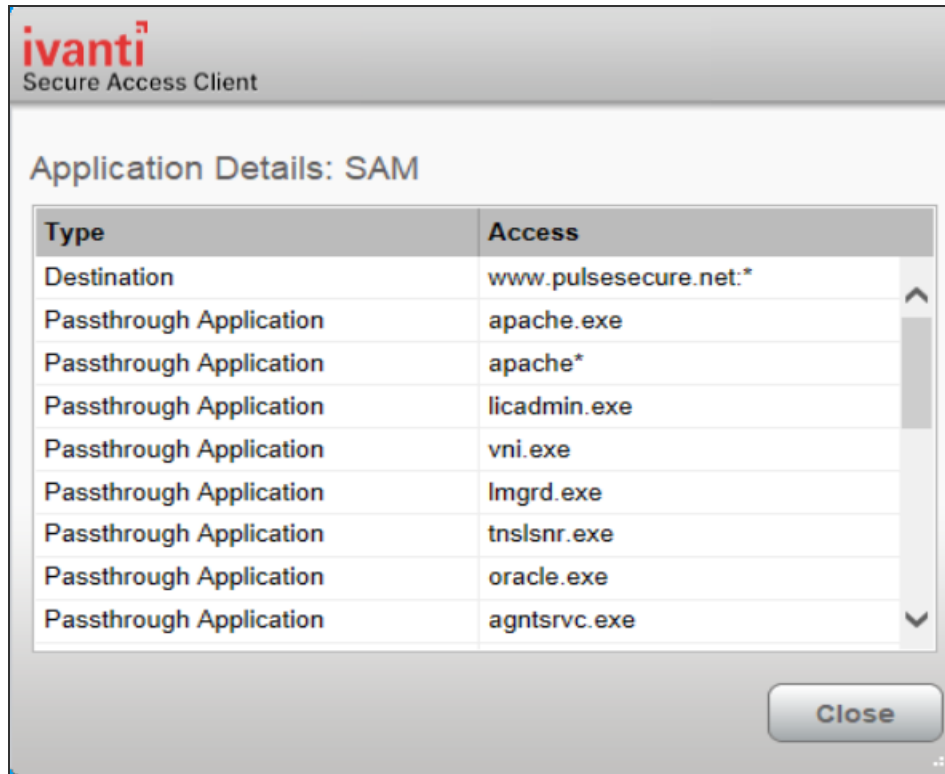 ivanti
Secure Access Client
Application Details: SAM
Type Access
Destination www.pulsesecure.net:*
Passthrough Application apache.exe
Passthrough Application apache*
Passthrough Application licadmin.exe
Passthrough Application vni.exe
Passthrough Application lmgrd.exe
Passthrough Application tnslsnr.exe
Passthrough Application oracle.exe
Passthrough Application agntsrvc.exe
Close